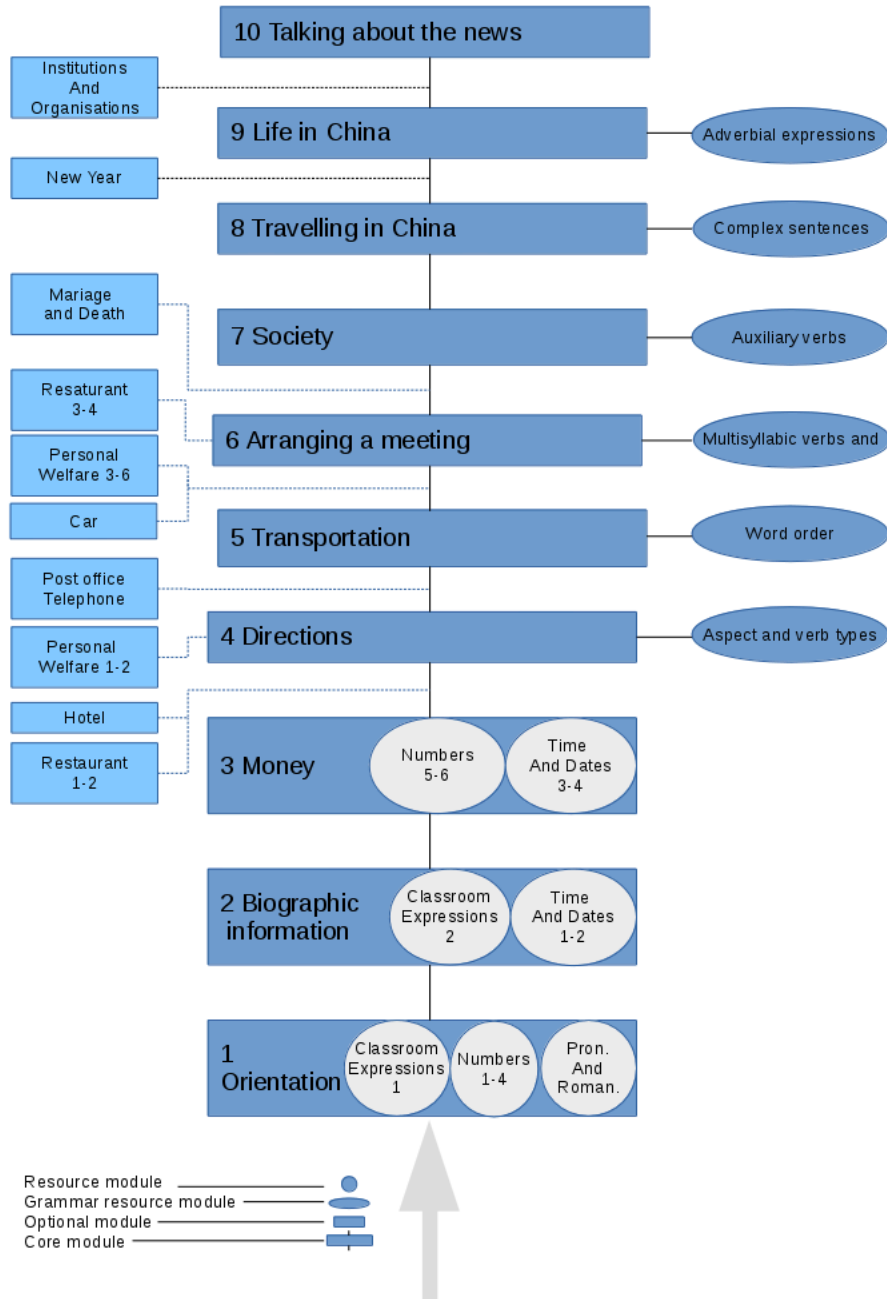 10 Talking about the news
Institutions
And
Organisations
9 Life in China
Adverbial expressions
New Year
8 Travelling in China
Complex sentences
Mariage
and Death
7 Society
Auxiliary verbs
Resaturant
3-4
6 Arranging a meeting
Multisyllabic verbs and
Personal
Welfare 3-6
Car
5 Transportation
Word order
Post office
Telephone
4 Directions
Aspect and verb types
Personal
Welfare 1-2
Hotel
Restaurant
1-2
3 Money
Numbers
5-6
Time
And Dates
3-4
2 Biographic
information
Classroom
Expressions
2
Time
And Dates
1-2
1
Orientation
Classroom
Expressions
1
Numbers
1-4
Pron.
And
Roman.
Resource module
Grammar resource module
Optional module
Core module